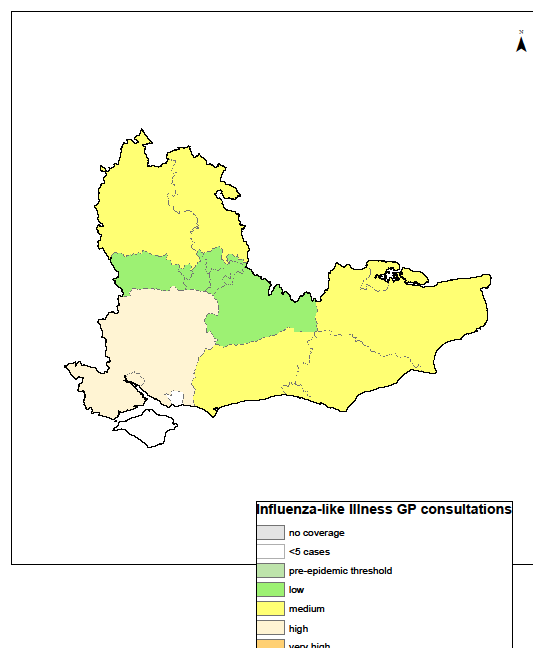 N
Influenza-like Illness GP consultations
no coverage
<5 cases
pre-epidemic threshold
low
medium
high
very high